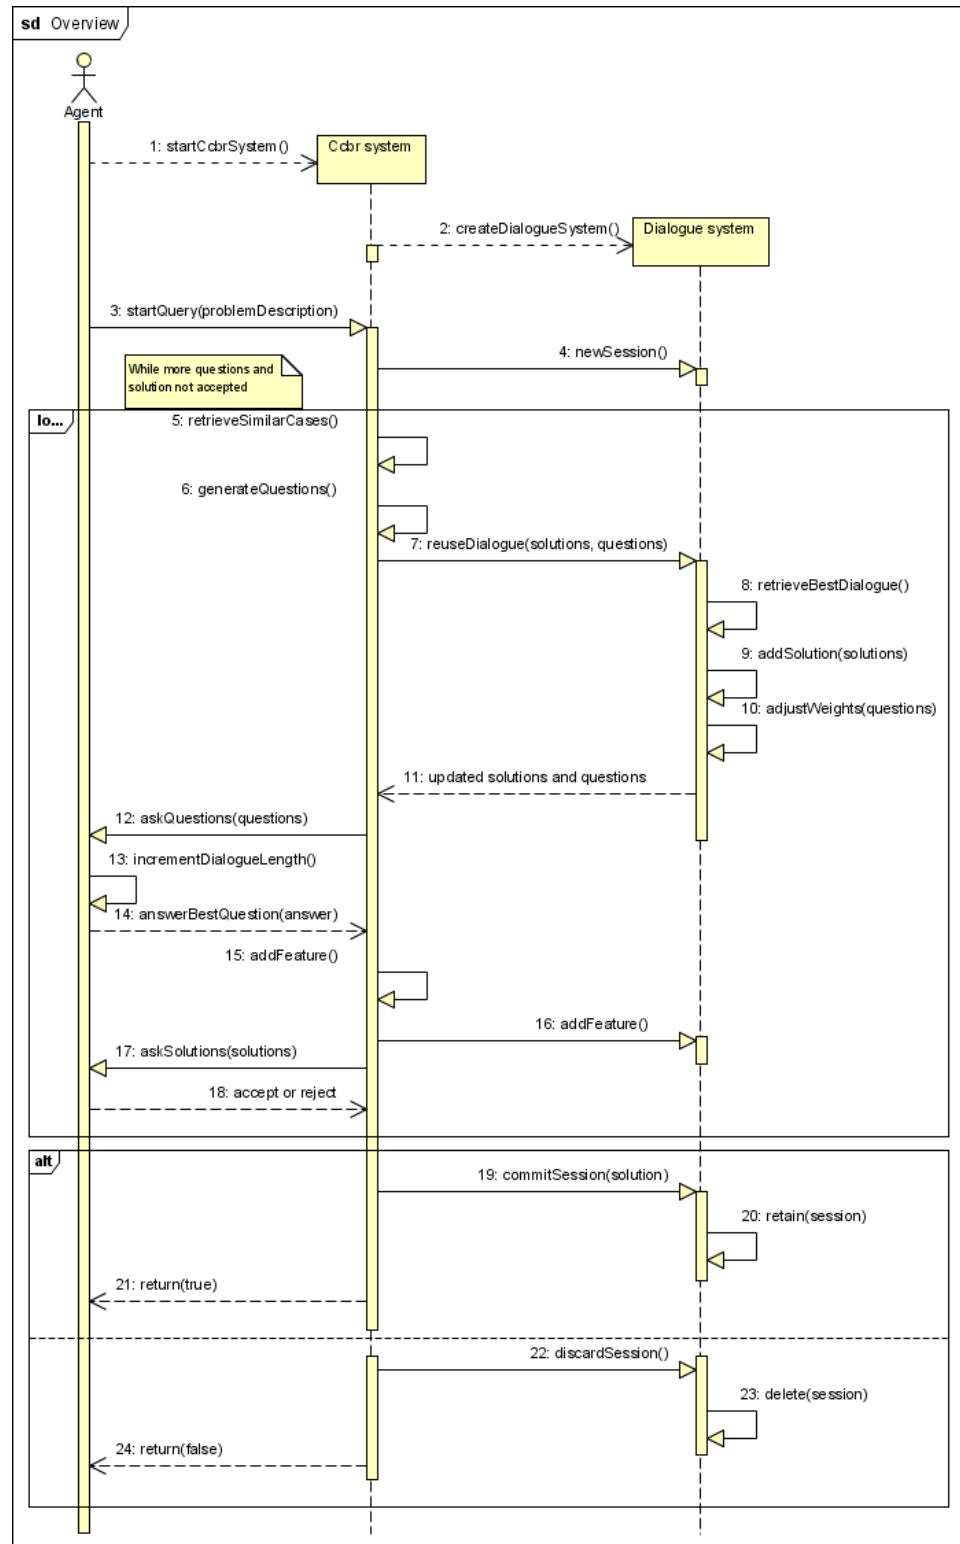 sd Overview
Agent
1: startCcbrSystem()
Ccbr system
2: createDialogueSystem()
Dialogue system
3: startQuery(problemDescription)
4: newSession()
While more questions and
solution not accepted
lo...
5: retrieveSimilarCases()
6: generateQuestions()
7: reuseDialogue(solutions, questions)
8: retrieveBestDialogue()
9: addSolution(solutions)
10: adjustWeights(questions)
11: updated solutions and questions
12: askQuestions(questions)
13: incrementDialogueLength()
14: answerBestQuestion(answer)
15: addFeature()
16: addFeature()
17: askSolutions(solutions)
18: accept or reject
alt
19: commitSession(solution)
20: retain(session)
21: return(true)
22: discardSession()
23: delete(session)
24: return(false)